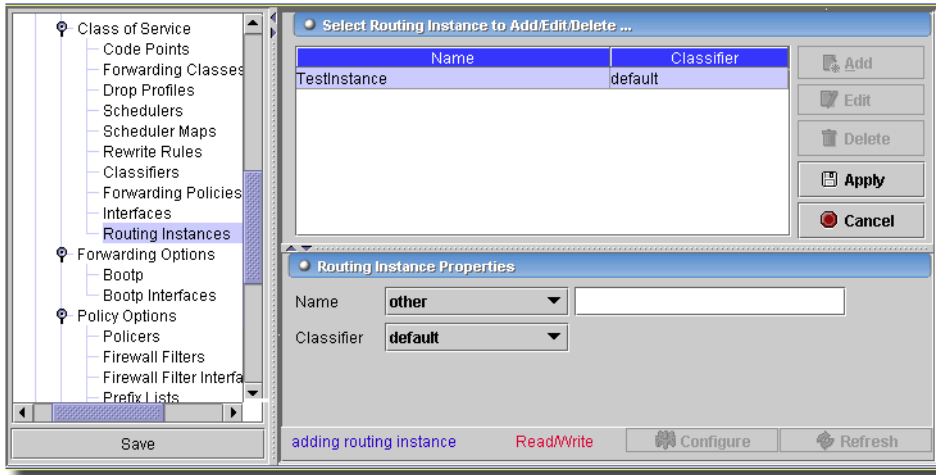 Class of Service
Code Points
Forwarding Classes
Drop Profiles
Schedulers
Scheduler Maps
Rewrite Rules
Classifiers
Forwarding Policies
Interfaces
Routing Instances
Forwarding Options
Bootp
Bootp Interfaces
Policy Options
Policers
Firewall Filters
Firewall Filter Interfa
Prefix Lists
Save
Select Routing Instance to Add/Edit/Delete ...
Name Classifier
TestInstance default
Add
Edit
Delete
Apply
Cancel
Routing Instance Properties
Name other
Classifier default
adding routing instance Read/Write Configure Refresh